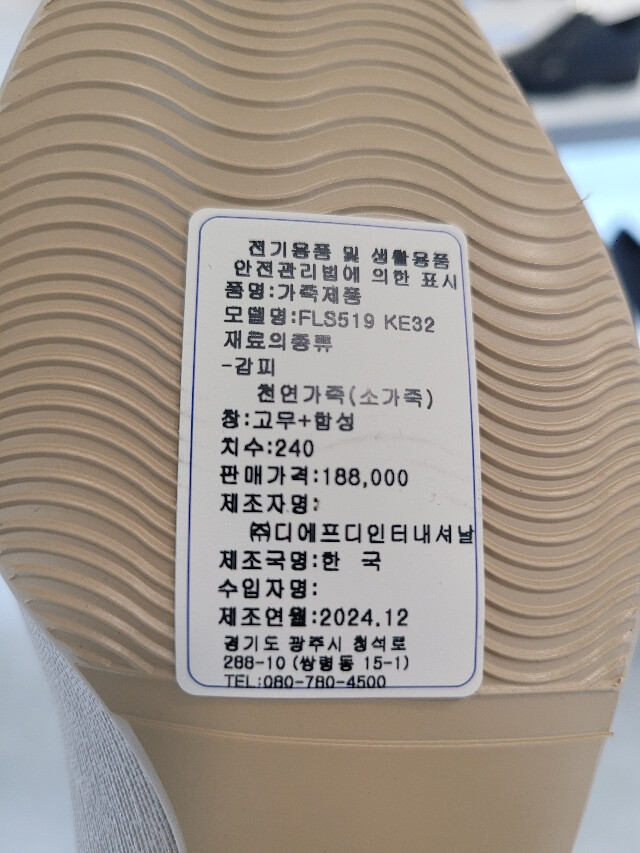 전기용품 및 생활용품
안전관리법에 의한 표시
품명:가죽제품
모델명:FLS519 KE32
재료의종류
-갑피
천연가죽(소가죽)
창:고무+합성
치수:240
판매가격:188,000
제조자명:
㈜디에프디인터내셔날
제조국명:한 국
수입자명:
제조연월:2024.12
경기도 광주시 청석로
288-10 (쌍령동 15-1)
TEL:080-780-4500